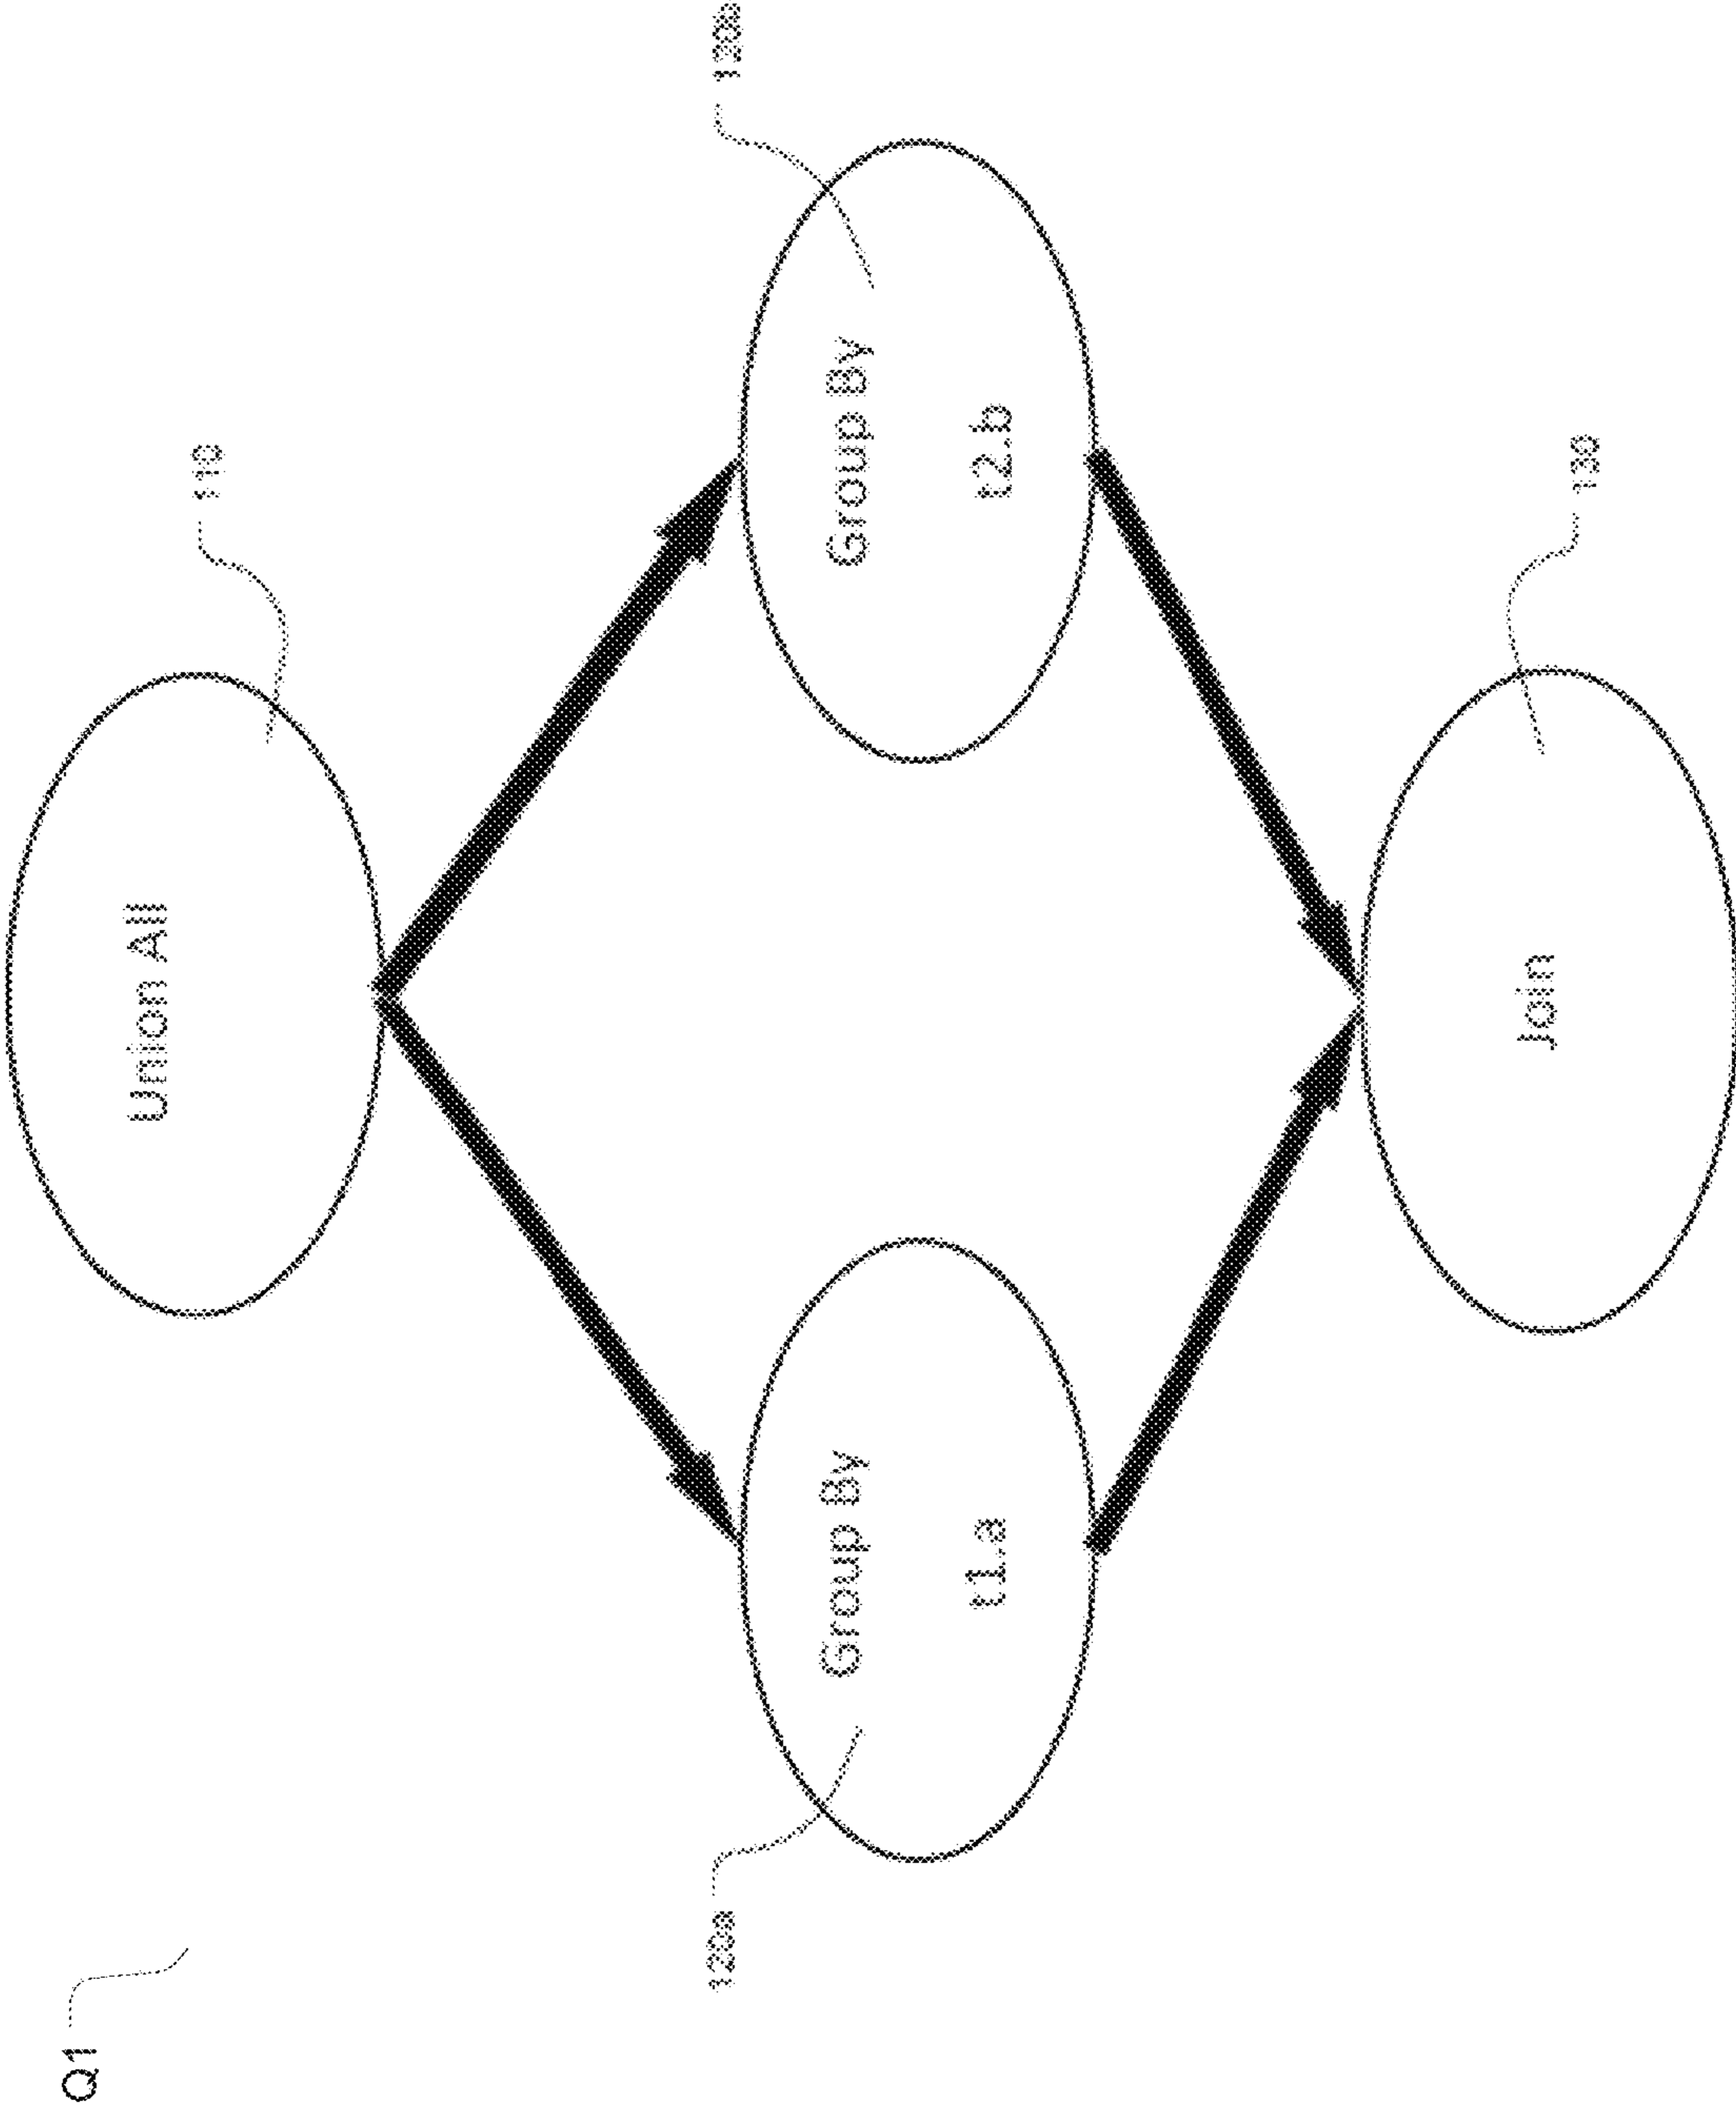 Q1
Union All
110
Group By
t1.a
120a
Group By
t2.b
120b
Join
130